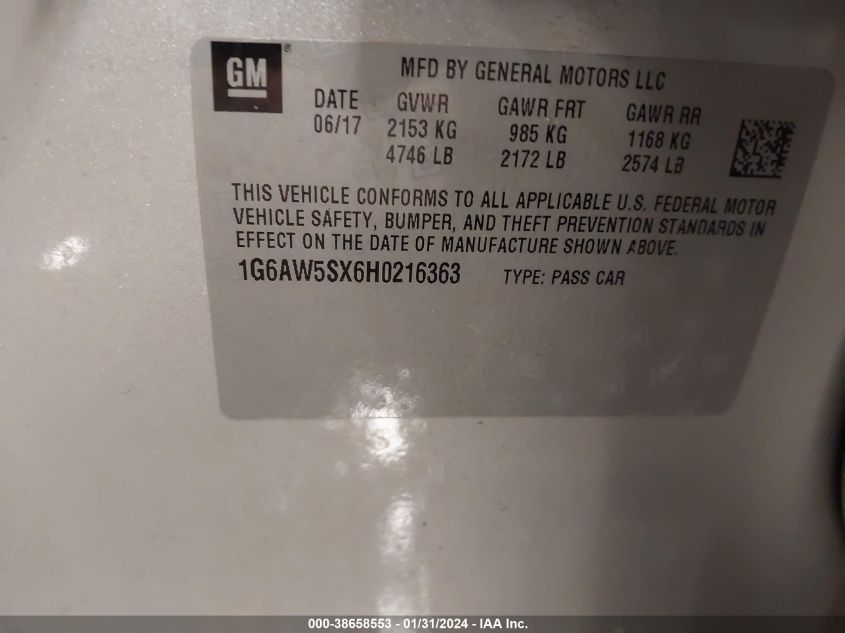 GM®
MFD BY GENERAL MOTORS LLC
DATE GVWR GAWR FRT GAWR RR
06/17 2153 KG 985 KG 1168 KG
4746 LB 2172 LB 2574 LB
THIS VEHICLE CONFORMS TO ALL APPLICABLE U.S. FEDERAL MOTOR
VEHICLE SAFETY, BUMPER, AND THEFT PREVENTION STANDARDS IN
EFFECT ON THE DATE OF MANUFACTURE SHOWN ABOVE.
1G6AW5SX6H0216363 TYPE: PASS CAR
000-38658553 - 01/31/2024 - IAA Inc.